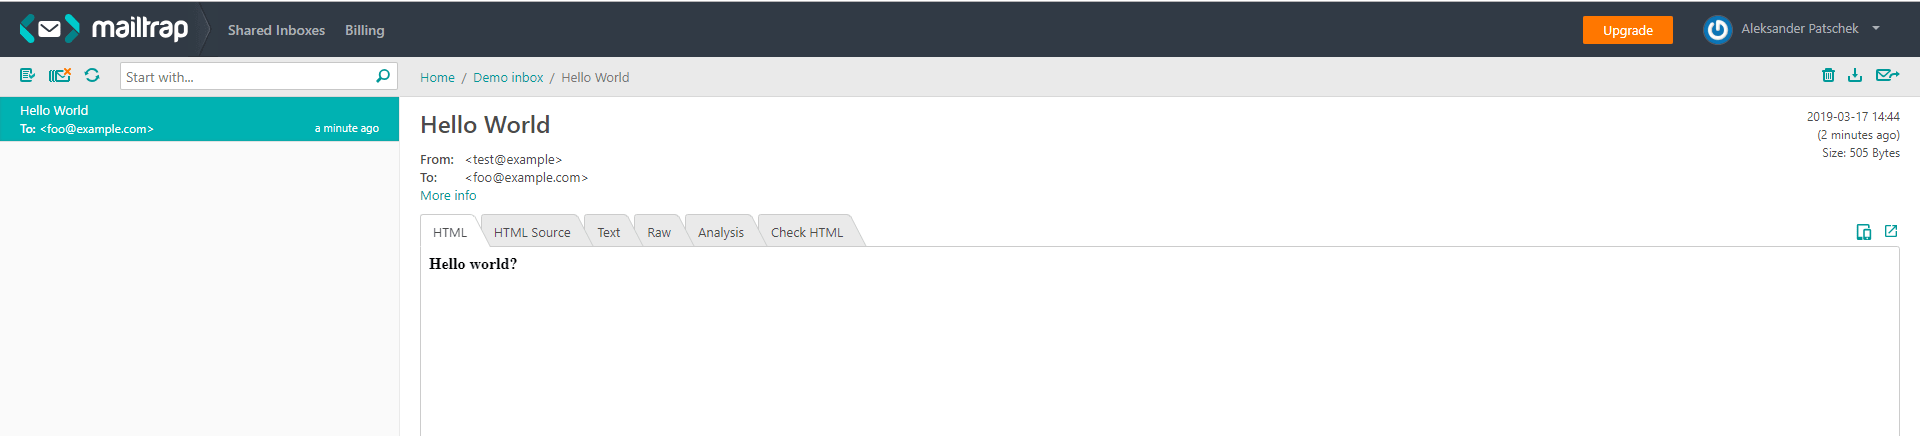 mailtrap Shared Inboxes Billing Upgrade Aleksander Patschek
Start with... Home / Demo inbox / Hello World
Hello World
To: <foo@example.com> a minute ago
Hello World
2019-03-17 14:44
(2 minutes ago)
Size: 505 Bytes
From: <test@example>
To: <foo@example.com>
More info
HTML HTML Source Text Raw Analysis Check HTML
Hello world?